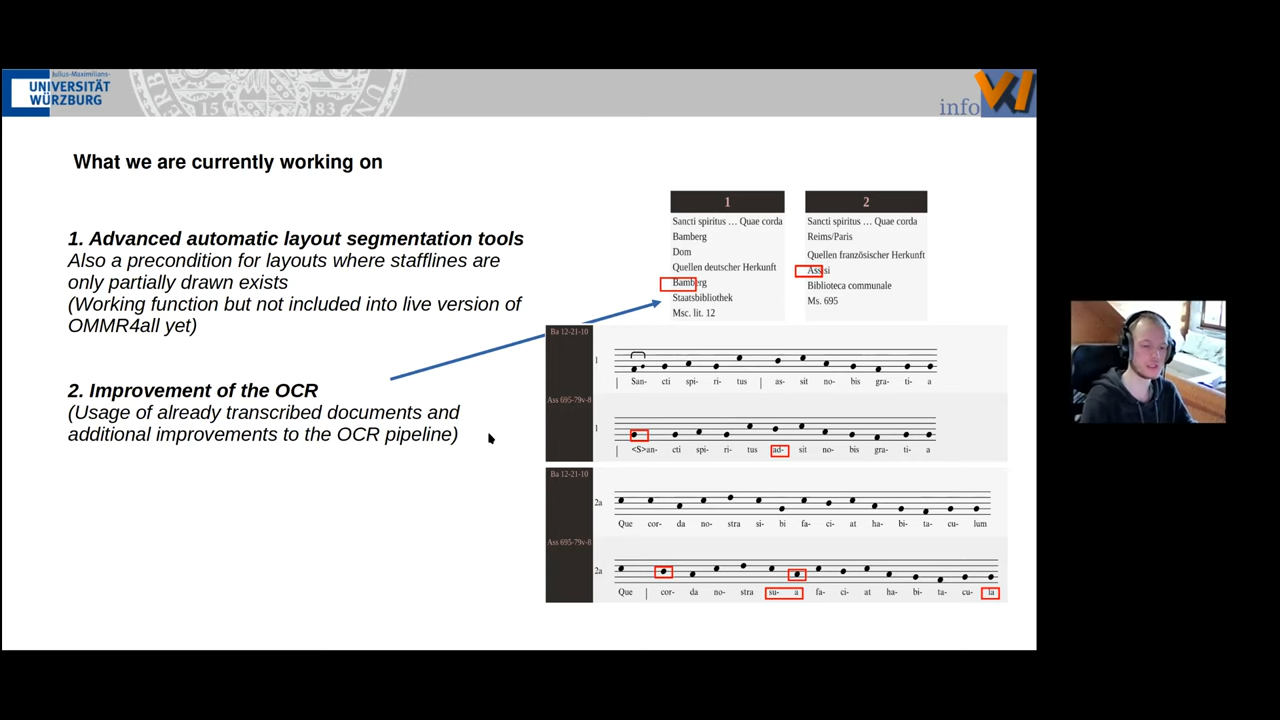 Julius-Maximilians-
UNIVERSITÄT
WÜRZBURG
15 83
info
VI
What we are currently working on
1. Advanced automatic layout segmentation tools
Also a precondition for layouts where stafflines are
only partially drawn exists
(Working function but not included into live version of
OMMR4all yet)
2. Improvement of the OCR
(Usage of already transcribed documents and
additional improvements to the OCR pipeline)
1
Sancti spiritus … Quae corda
Bamberg
Dom
Quellen deutscher Herkunft
Bamberg
Staatsbibliothek
Msc. lit. 12
2
Sancti spiritus … Quae corda
Reims/Paris
Quellen französischer Herkunft
Assisi
Biblioteca communale
Ms. 695
Ba 12-21-10
1
| San- cti spi- ri- tus | as- sit no- bis gra- ti- a
Ass 695-79v-8
1
| <S>an- cti spi- ri- tus ad- sit no- bis gra- ti- a
Ba 12-21-10
2a
Que cor- da no- stra si- bi fa- ci- at ha- bi- ta- cu- lum
Ass 695-79v-8
2a
Que | cor- da no- stra su- a fa- ci- at ha- bi- ta- cu- la